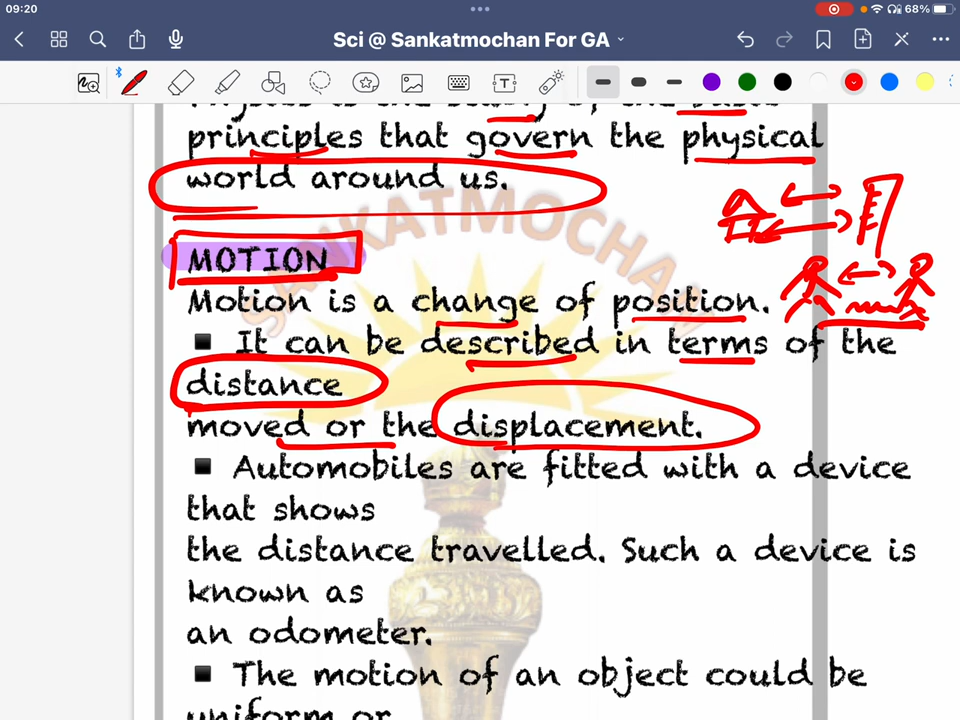 09:20
68%
Sci @ Sankatmochan For GA
principles that govern the physical
world around us.
SANKATMOCHAN
MOTION
Motion is a change of position.
▪ It can be described in terms of the
distance
moved or the displacement.
▪ Automobiles are fitted with a device
that shows
the distance travelled. Such a device is
known as
an odometer.
▪ The motion of an object could be
uniform or